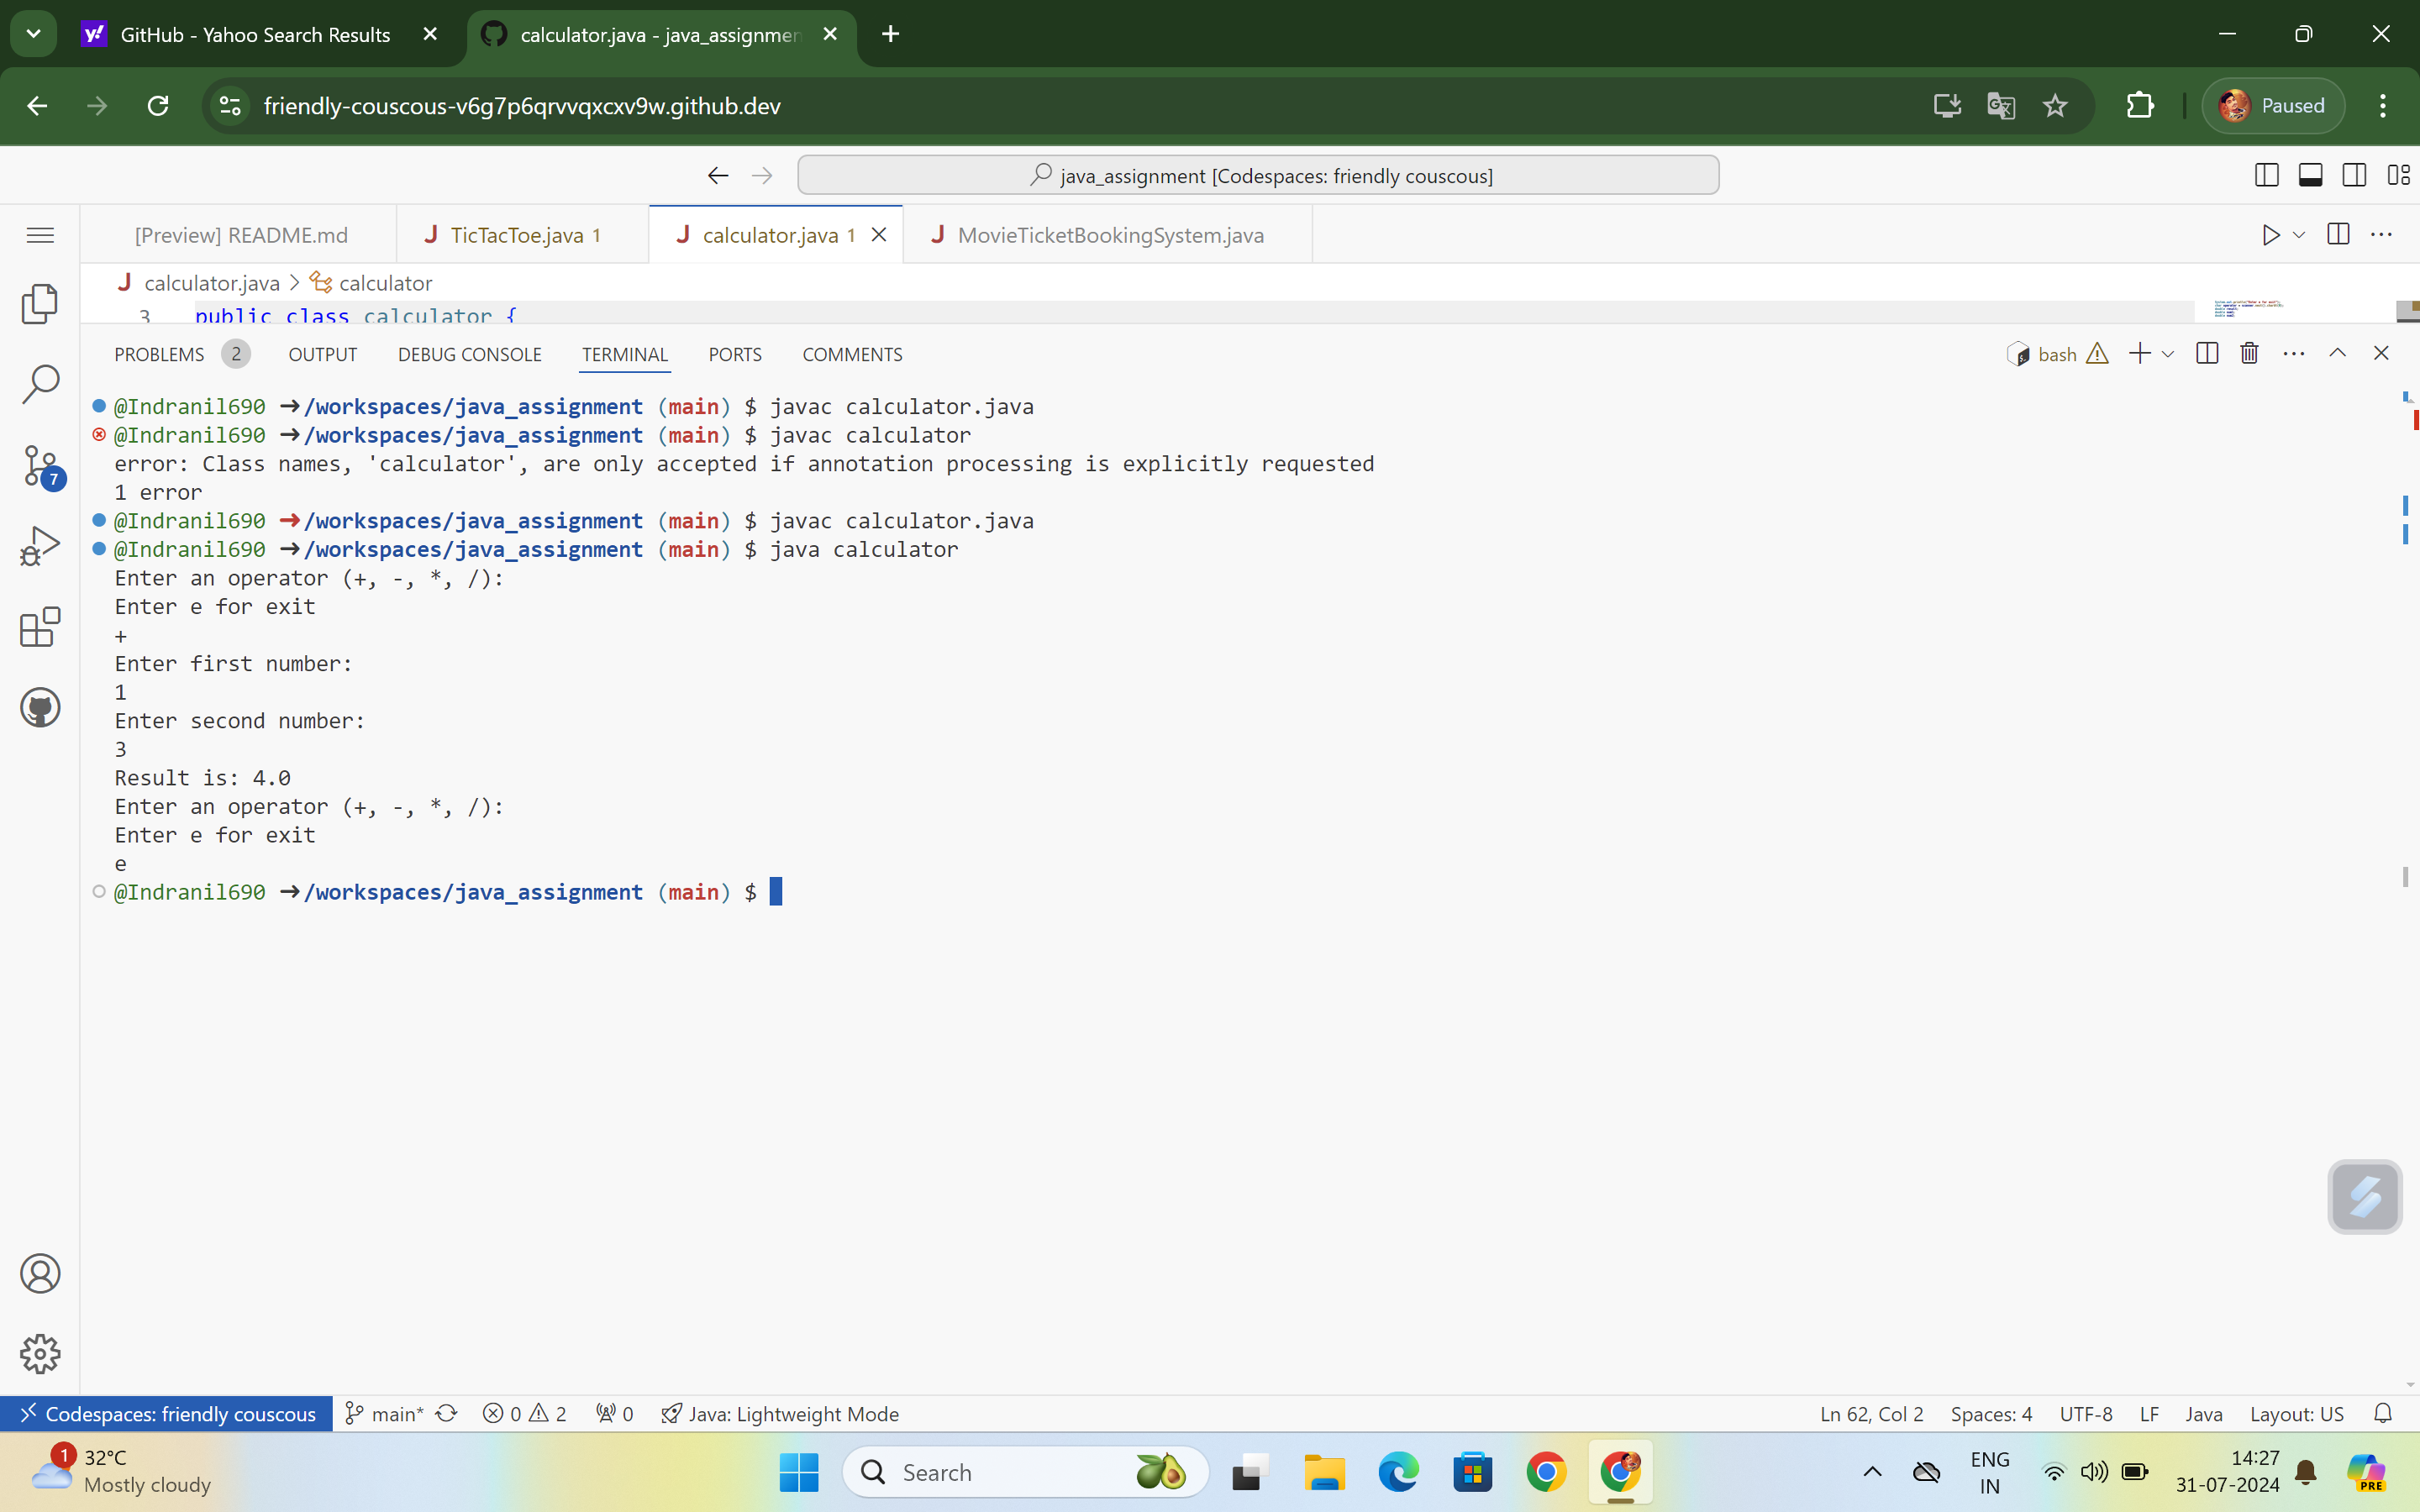 GitHub - Yahoo Search Results
calculator.java - java_assignmen
friendly-couscous-v6g7p6qrvvqxcxv9w.github.dev
Paused
java_assignment [Codespaces: friendly couscous]
[Preview] README.md
J TicTacToe.java 1
J calculator.java 1
J MovieTicketBookingSystem.java
J calculator.java > calculator
3 public class calculator {
PROBLEMS 2 OUTPUT DEBUG CONSOLE TERMINAL PORTS COMMENTS
bash
@Indranil690 ➜/workspaces/java_assignment (main) $ javac calculator.java
@Indranil690 ➜/workspaces/java_assignment (main) $ javac calculator
error: Class names, 'calculator', are only accepted if annotation processing is explicitly requested
1 error
@Indranil690 ➜/workspaces/java_assignment (main) $ javac calculator.java
@Indranil690 ➜/workspaces/java_assignment (main) $ java calculator
Enter an operator (+, -, *, /):
Enter e for exit
+
Enter first number:
1
Enter second number:
3
Result is: 4.0
Enter an operator (+, -, *, /):
Enter e for exit
e
@Indranil690 ➜/workspaces/java_assignment (main) $
7
Codespaces: friendly couscous main* 0 2 0 Java: Lightweight Mode
Ln 62, Col 2 Spaces: 4 UTF-8 LF Java Layout: US
1
32°C
Mostly cloudy
Search
ENG
IN
14:27
31-07-2024
PRE